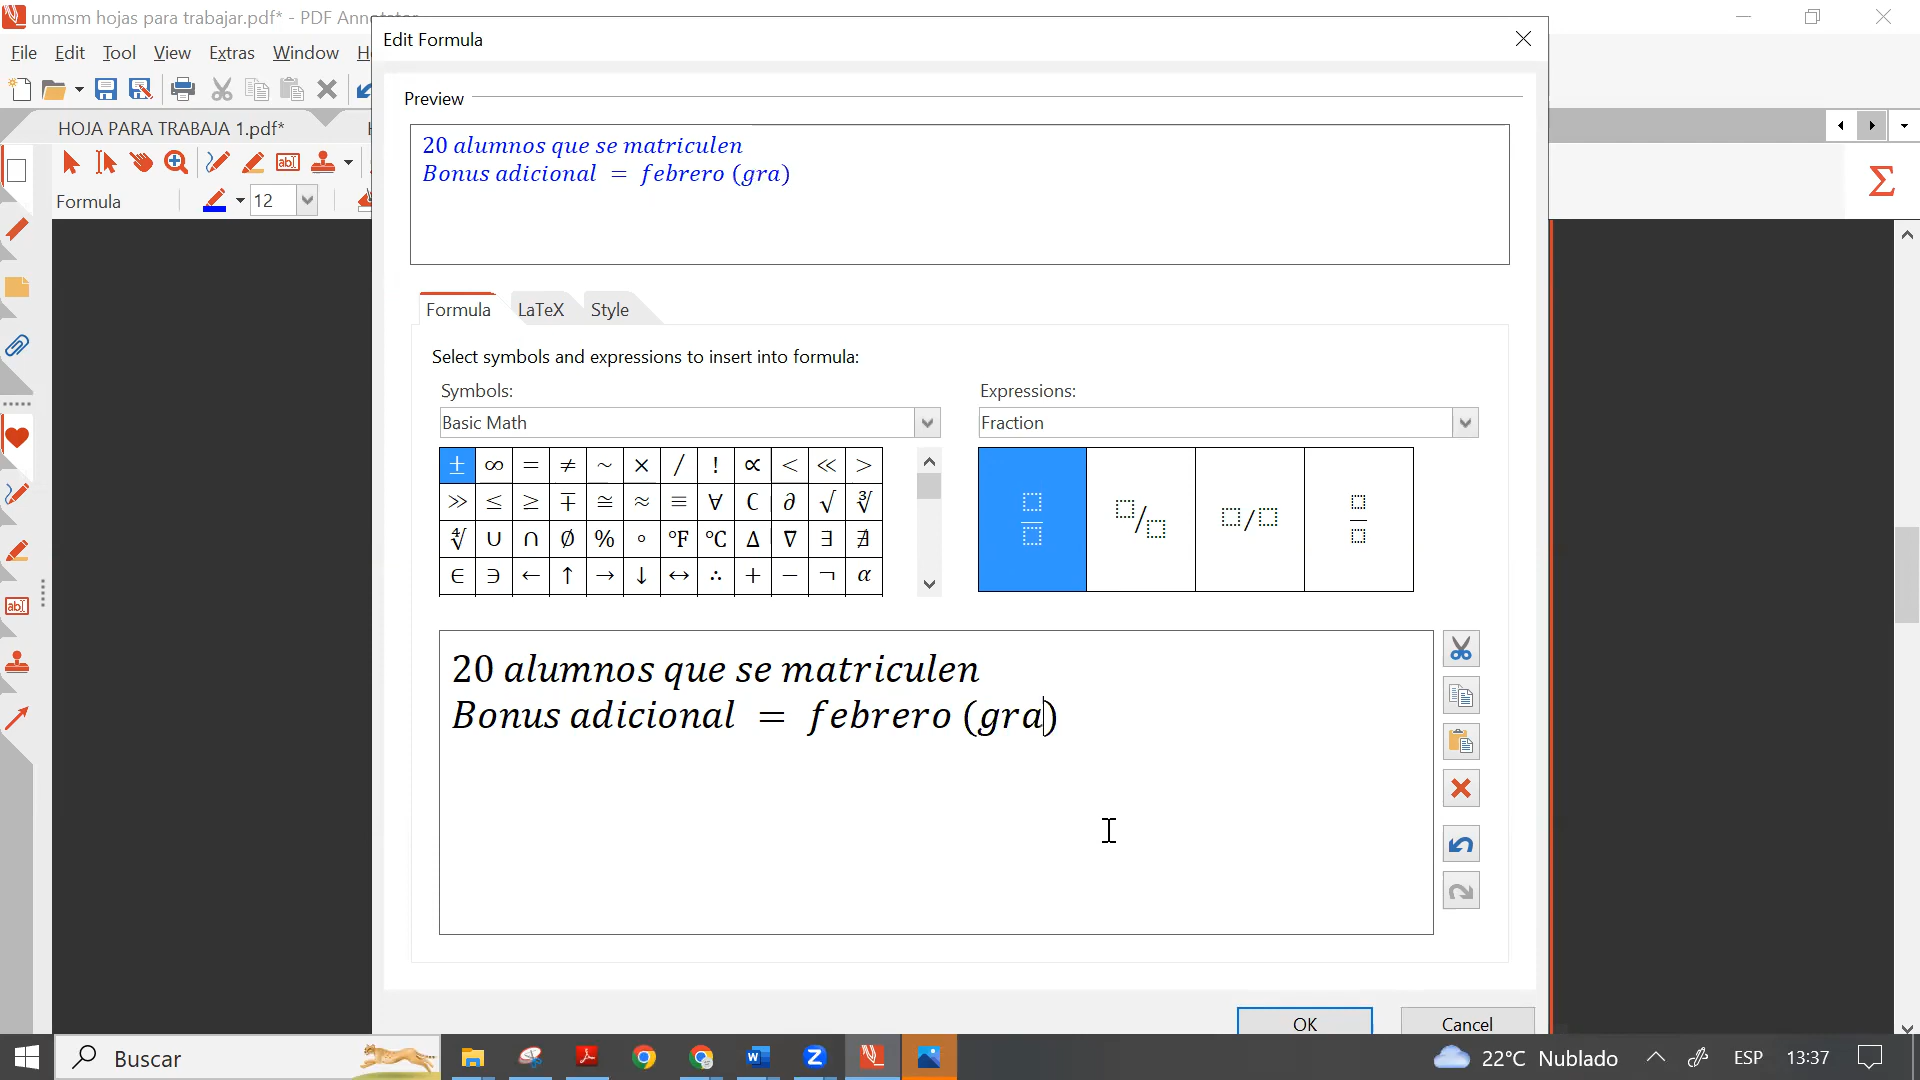 unmsm hojas para trabajar.pdf* - PDF Annotator
Edit Formula
File Edit Tool View Extras Window
Preview
HOJA PARA TRABAJA 1.pdf*
20 alumnos que se matriculen
Bonus adicional = febrero (gra)
Formula
12
Σ
Formula LaTeX Style
Select symbols and expressions to insert into formula:
Symbols:
Expressions:
Basic Math
Fraction
± ∞ = ≠ ~ × / ! ∝ < ≪ >
≫ ≤ ≥ ∓ ≅ ≈ ≡ ∀ ∁ ∂ √ ∛
∜ ∪ ∩ ∅ % ° °F °C ∆ ∇ ∃ ∄
∈ ∋ ← ↑ → ↓ ↔ ∴ + − ¬ α
20 alumnos que se matriculen
Bonus adicional = febrero (gra)
OK
Cancel
Buscar
22°C Nublado
ESP
13:37